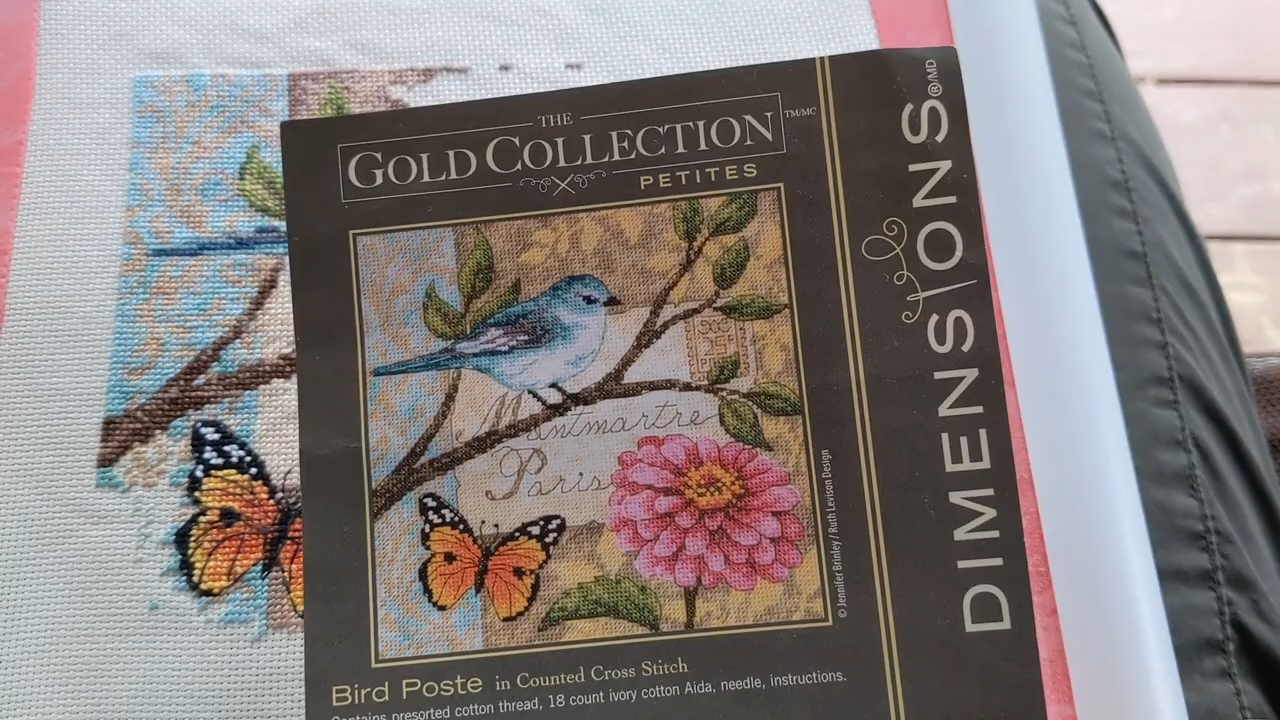 THE
GOLD COLLECTION TM/MC
PETITES
Montmartre
Paris
© Jennifer Brinley / Ruth Levison Design
DIMENSIONS®/MD
Bird Poste in Counted Cross Stitch
Contains presorted cotton thread, 18 count ivory cotton Aida, needle, instructions.